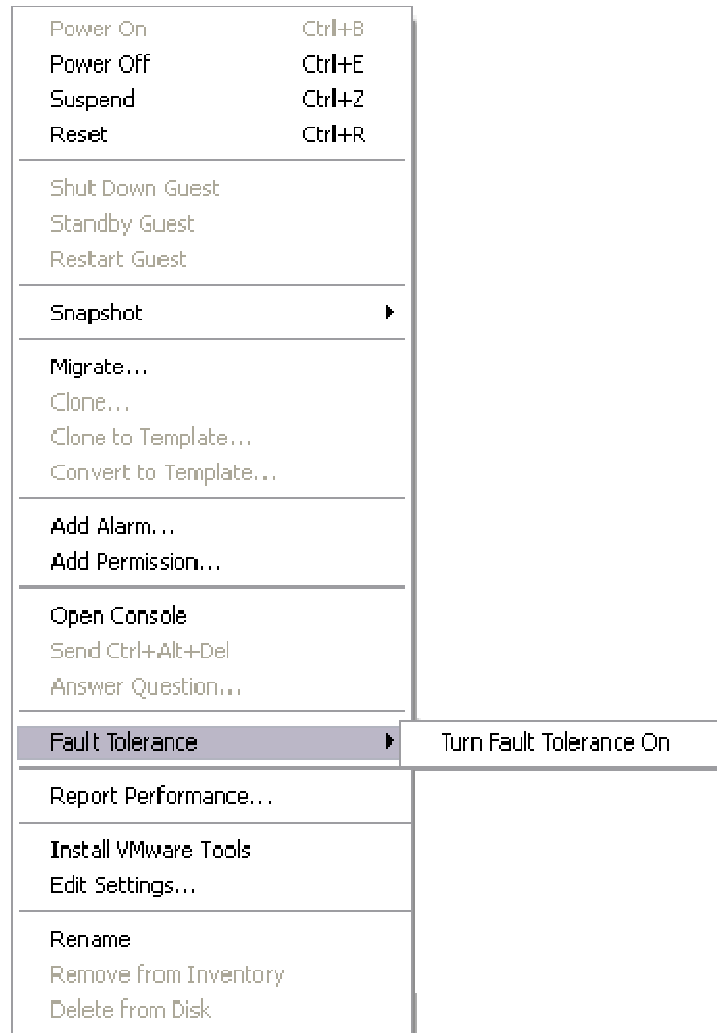 Power On Ctrl+B
Power Off Ctrl+E
Suspend Ctrl+Z
Reset Ctrl+R
Shut Down Guest
Standby Guest
Restart Guest
Snapshot
Migrate...
Clone...
Clone to Template...
Convert to Template...
Add Alarm...
Add Permission...
Open Console
Send Ctrl+Alt+Del
Answer Question...
Fault Tolerance
Turn Fault Tolerance On
Report Performance...
Install VMware Tools
Edit Settings...
Rename
Remove from Inventory
Delete from Disk